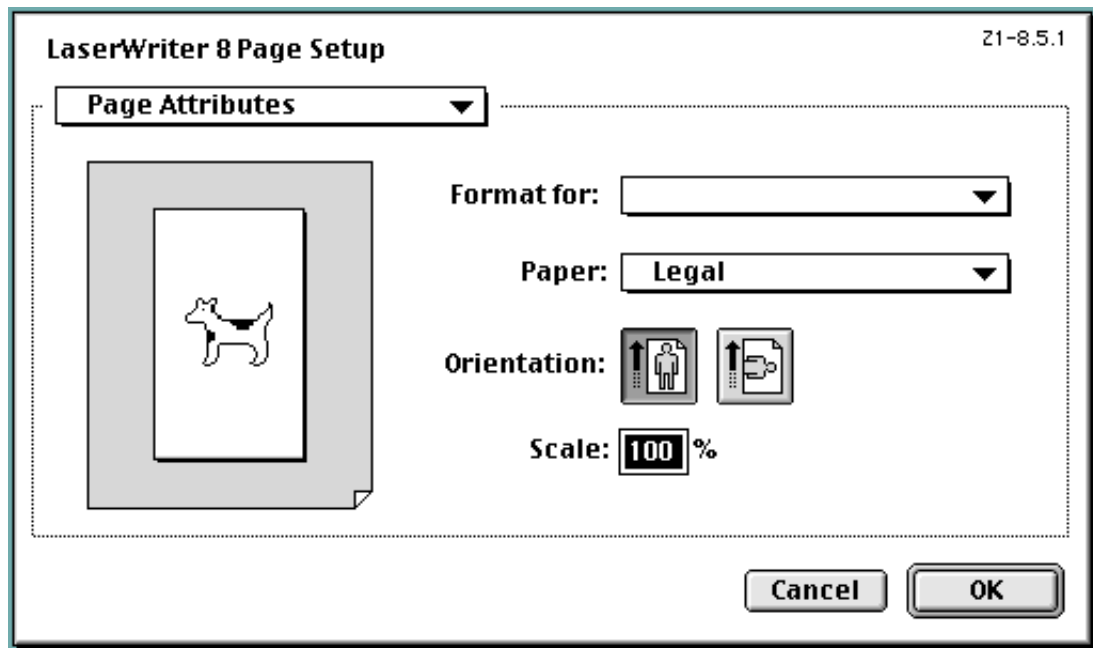 LaserWriter 8 Page Setup
Z1-8.5.1
Page Attributes
Format for:
Paper: Legal
Orientation:
Scale: 100 %
Cancel OK